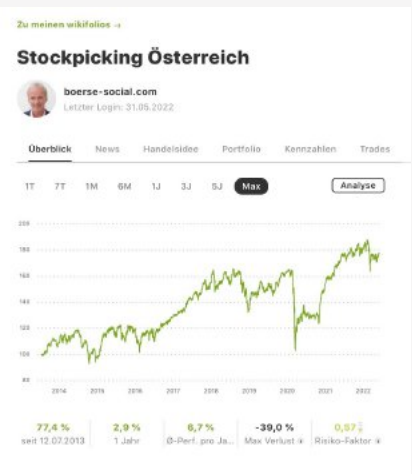 Zu meinen wikifolios →
Stockpicking Österreich
boerse-social.com
Letzter Login: 31.05.2022
Überblick News Handelsidee Portfolio Kennzahlen Trades
1T 7T 1M 6M 1J 3J 5J Max Analyse
200
180
160
140
120
100
80
2014 2015 2016 2017 2018 2019 2020 2021 2022
77,4 % 2,9 % 6,7 % -39,0 %
seit 12.07.2013 1 Jahr Ø-Perf. pro Ja... Max Verlust Risiko-Faktor